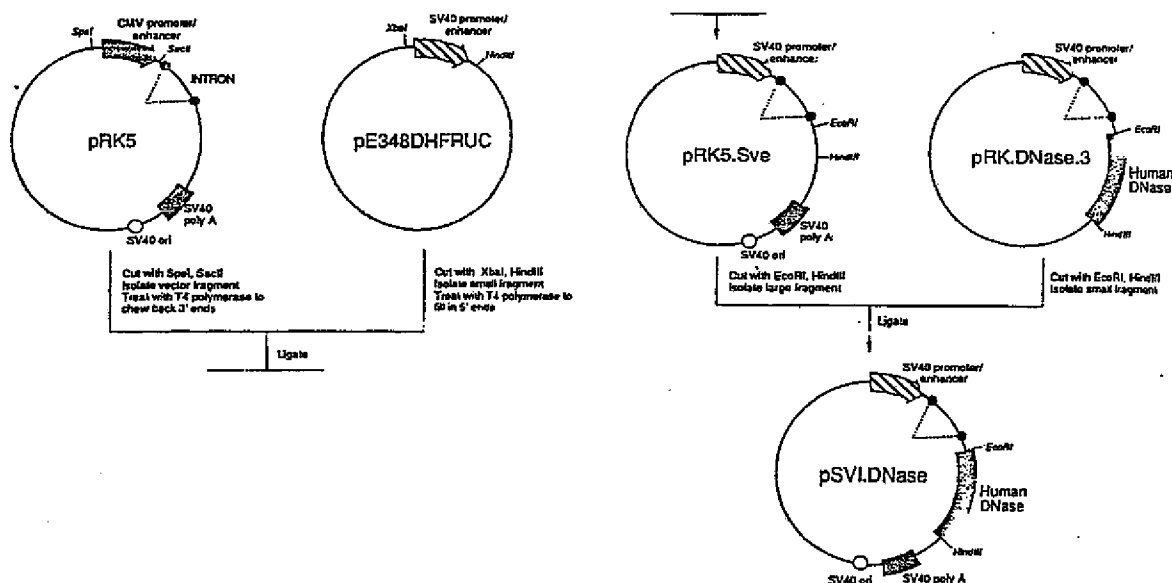 SpeI
CMV promoter/
enhancer
SacII
INTRON
pRK5
SV40
poly A
SV40 ori
Cut with SpeI, SacII
Isolate vector fragment
Treat with T4 polymerase to
chew back 3' ends
XbaI
SV40 promoter/
enhancer
HindIII
pE348DHFRUC
Cut with XbaI, HindIII
Isolate small fragment
Treat with T4 polymerase to
fill in 5' ends
Ligate
SV40 promoter/
enhancer
EcoRI
HindIII
pRK5.Sve
SV40
poly A
SV40 ori
Cut with EcoRI, HindIII
Isolate large fragment
SV40 promoter/
enhancer
EcoRI
pRK.DNase.3
Human
DNase
HindIII
Cut with EcoRI, HindIII
Isolate small fragment
Ligate
SV40 promoter/
enhancer
EcoRI
pSVI.DNase
Human
DNase
HindIII
SV40 ori
SV40 poly A